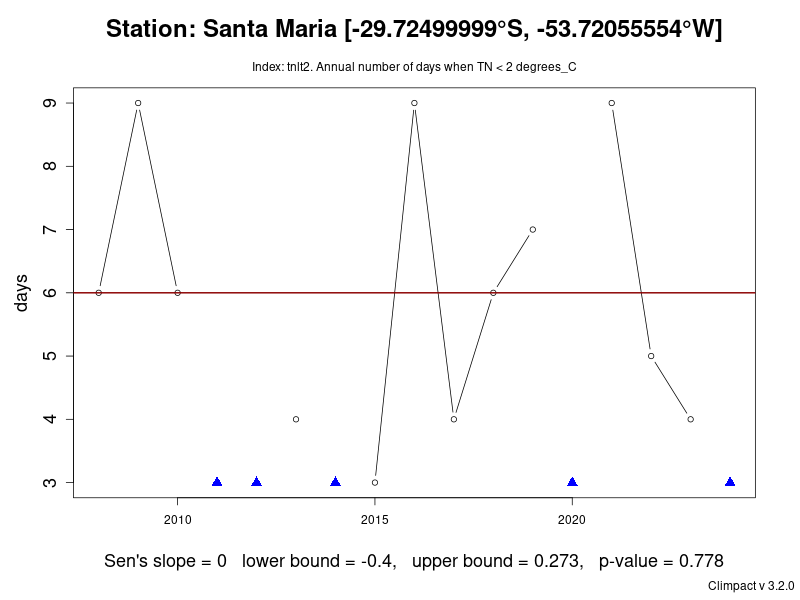 Station: Santa Maria [-29.72499999°S, -53.72055554°W]
Index: tnlt2. Annual number of days when TN < 2 degrees_C
days
9
8
7
6
5
4
3
2010 2015 2020
Sen's slope = 0 lower bound = -0.4, upper bound = 0.273, p-value = 0.778
Climpact v 3.2.0